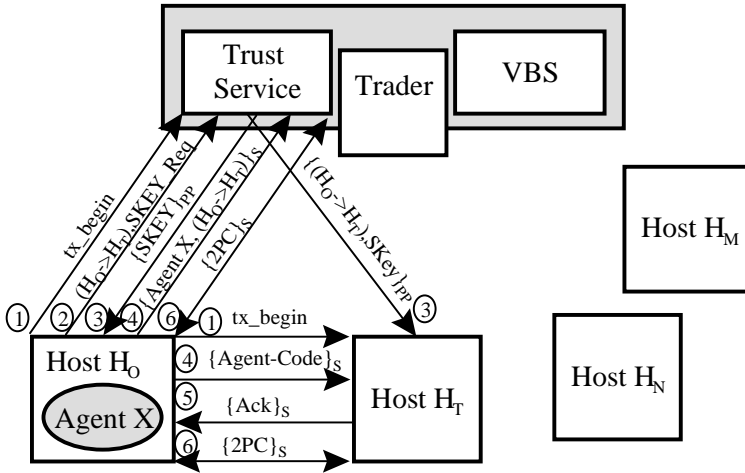 Trust
Service
Trader
VBS
tx_begin
(H_O->H_T),SKEY_Req
{SKEY}_PP
{Agent X, (H_O->H_T)}_S
{2PC}_S
{(H_O->H_T),SKey}_PP
Host H_M
1
2
3
4
6
1
tx_begin
3
Host H_O
Agent X
4
{Agent-Code}_S
5
{Ack}_S
6
{2PC}_S
Host H_T
Host H_N